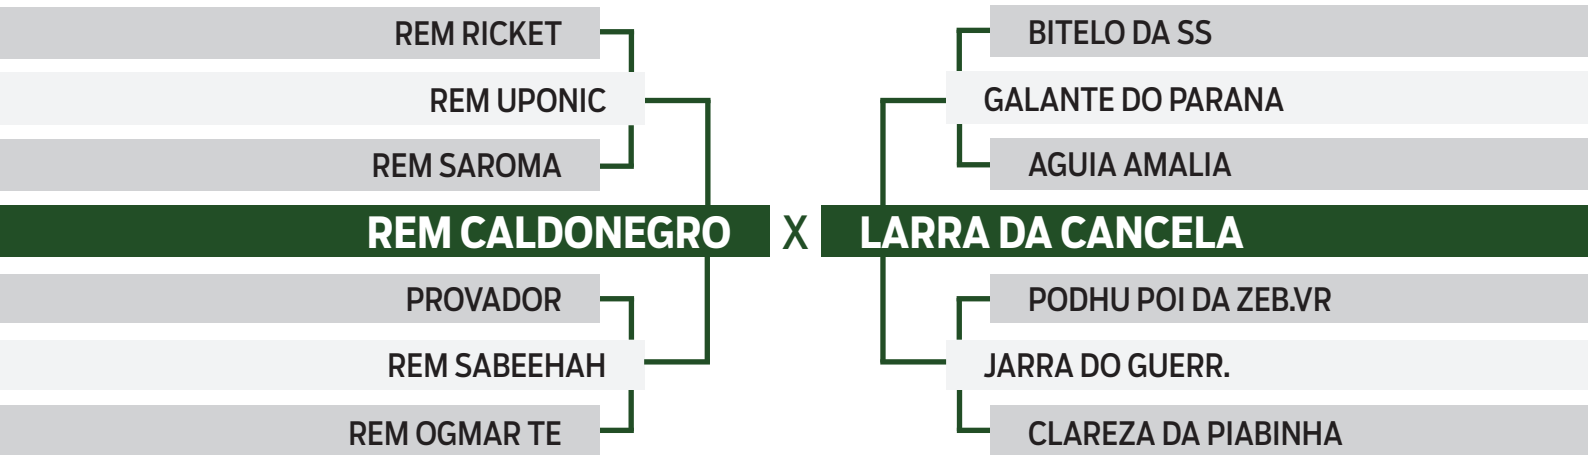 REM RICKET
REM UPONIC
REM SAROMA
REM CALDONEGRO X LARRA DA CANCELA
PROVADOR
REM SABEEHAH
REM OGMAR TE
BITELO DA SS
GALANTE DO PARANA
AGUIA AMALIA
PODHU POI DA ZEB.VR
JARRA DO GUERR.
CLAREZA DA PIABINHA